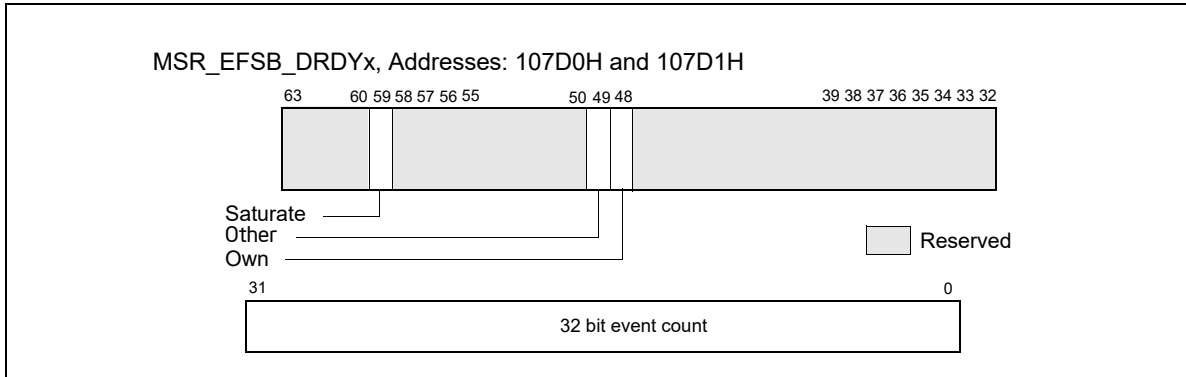 MSR_EFSB_DRDYx, Addresses: 107D0H and 107D1H
63 60 59 58 57 56 55 50 49 48 39 38 37 36 35 34 33 32
Saturate
Other
Own
Reserved
31 0
32 bit event count